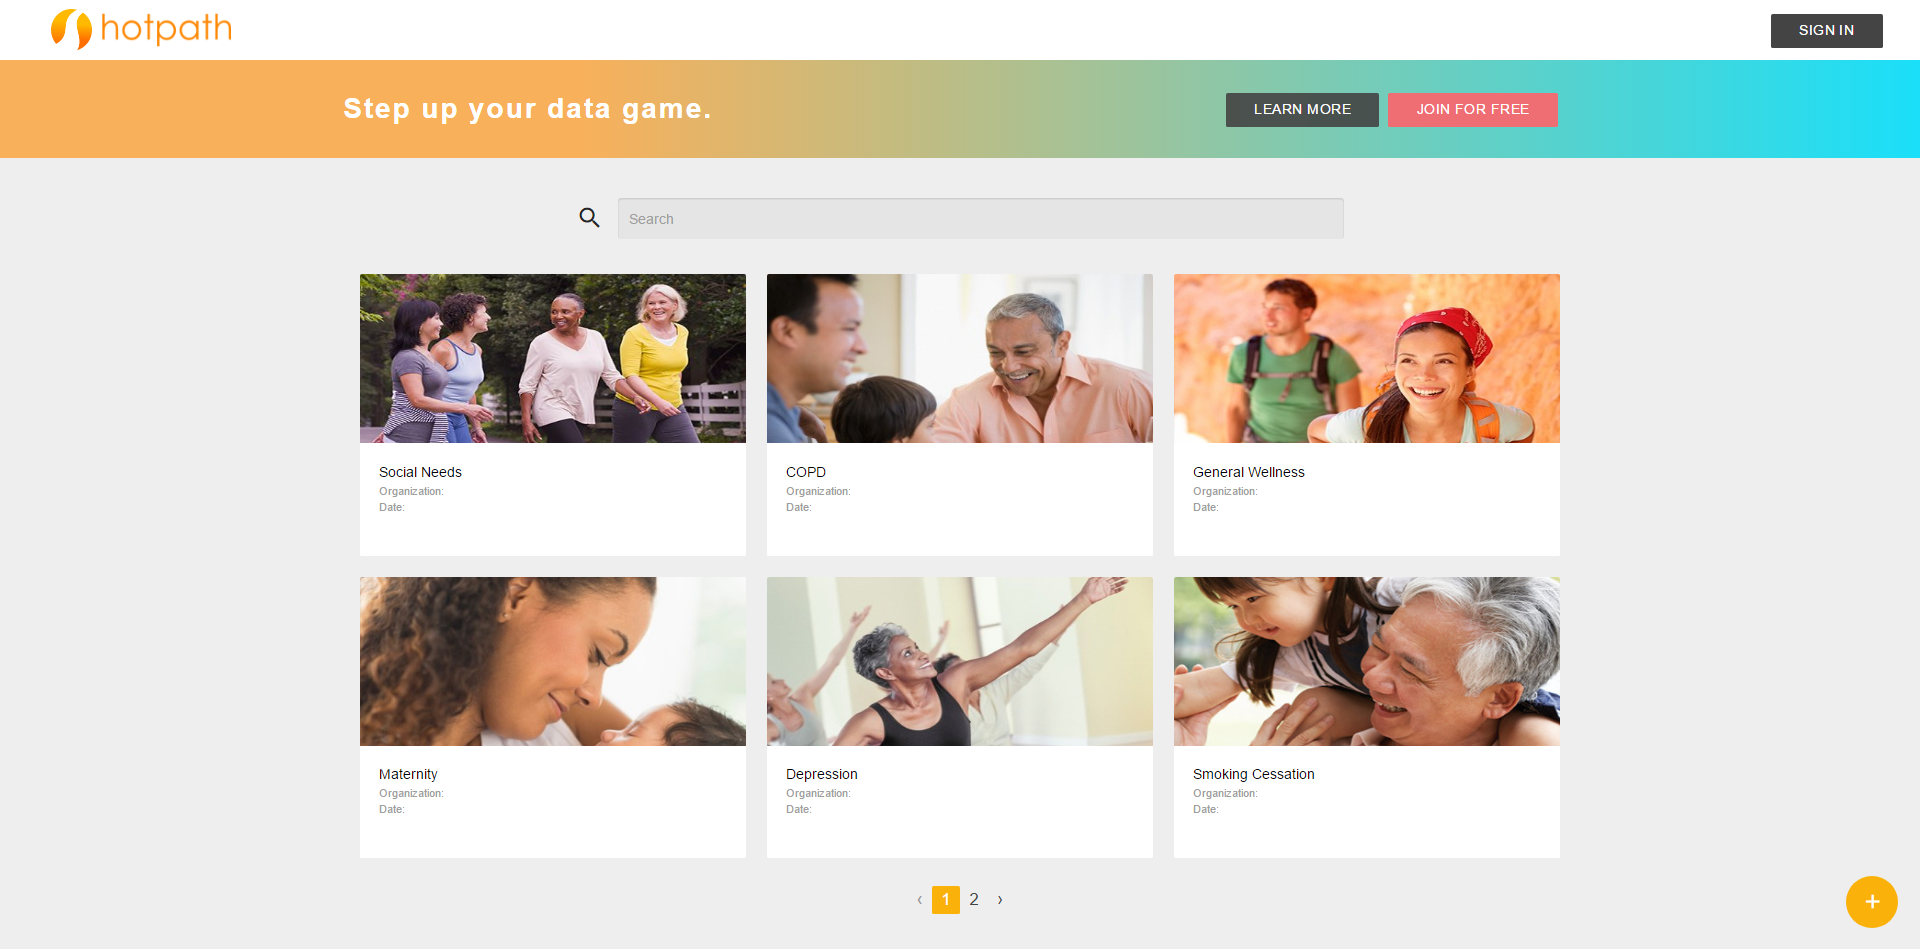 hotpath
SIGN IN
Step up your data game.
LEARN MORE
JOIN FOR FREE
Search
Social Needs
Organization:
Date:
COPD
Organization:
Date:
General Wellness
Organization:
Date:
Maternity
Organization:
Date:
Depression
Organization:
Date:
Smoking Cessation
Organization:
Date:
‹ 1 2 ›
+